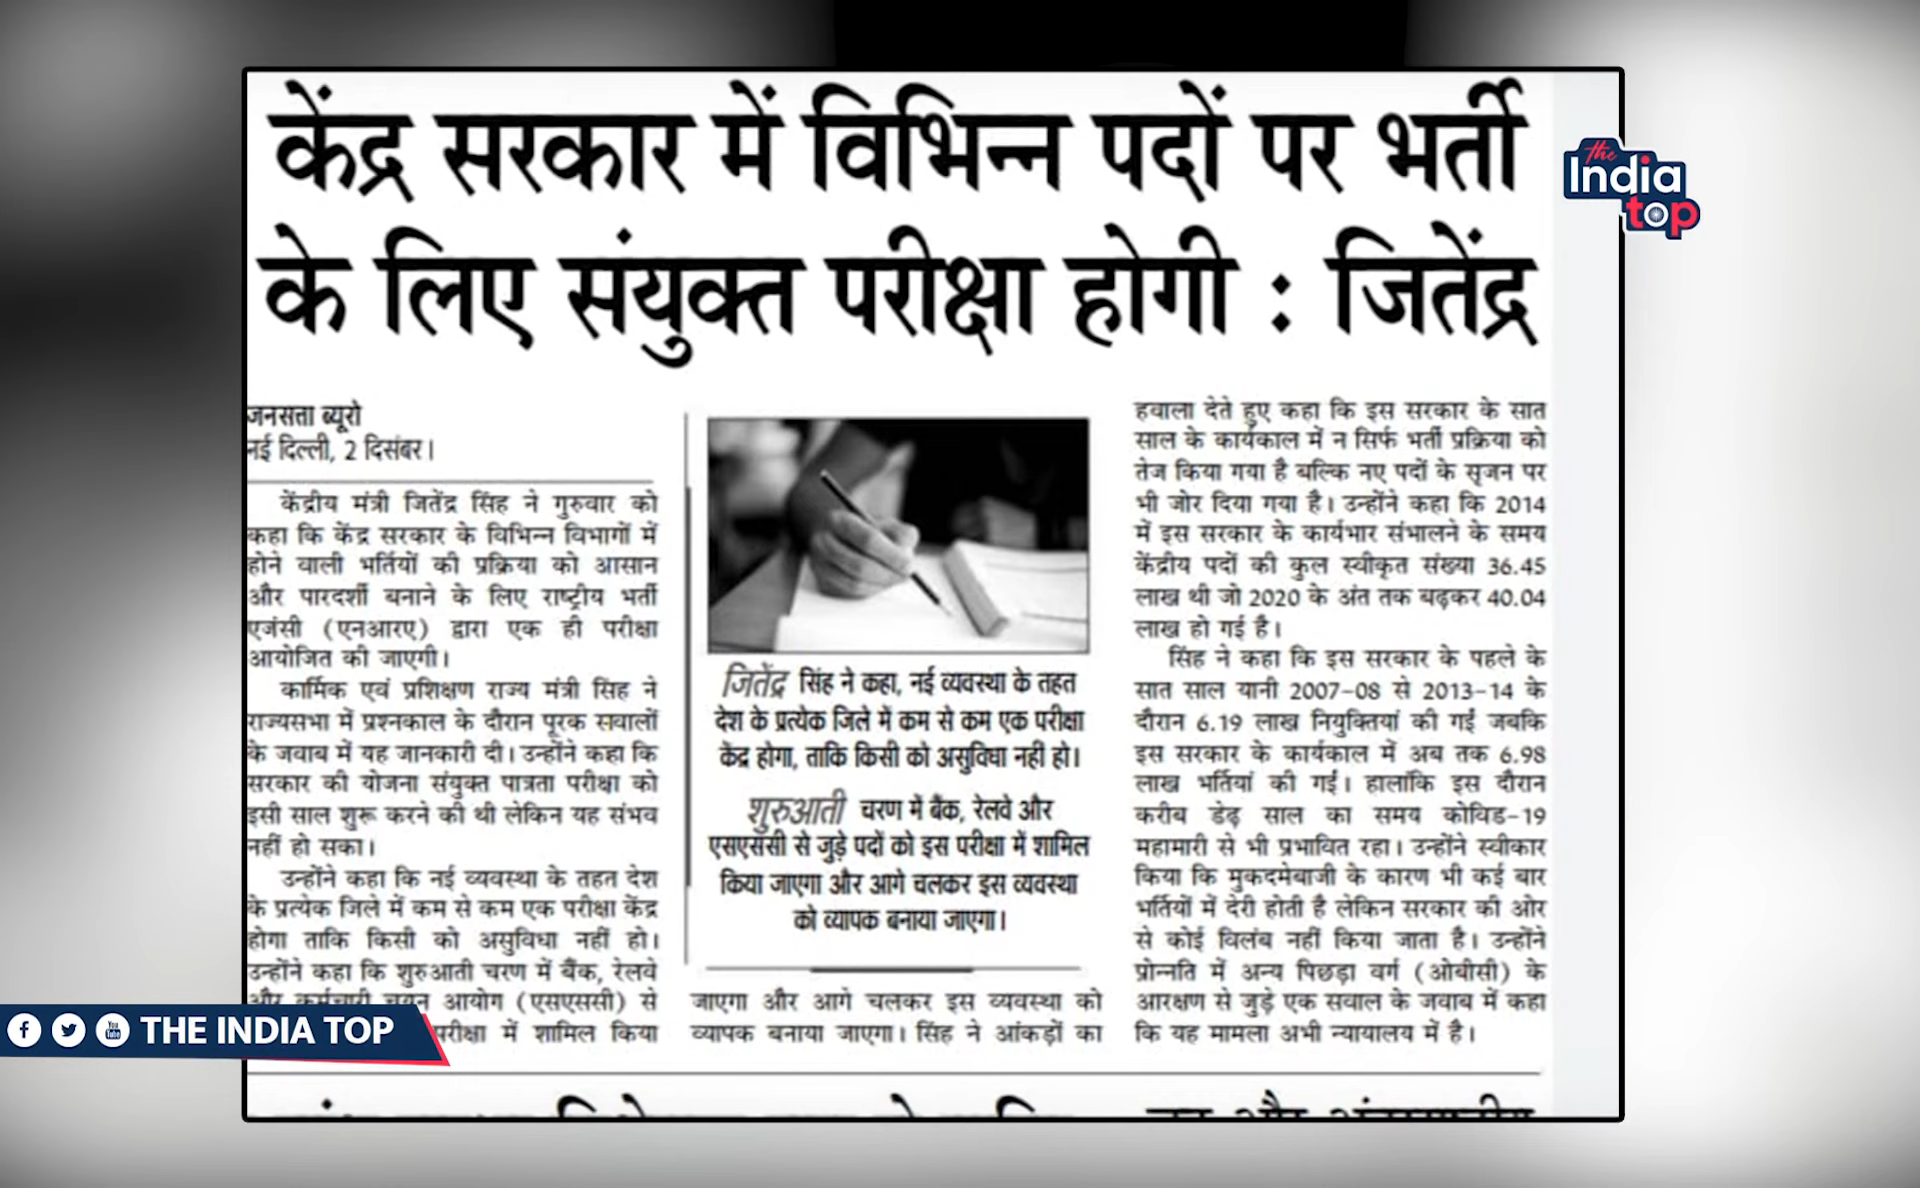 केंद्र सरकार में विभिन्न पदों पर भर्ती
के लिए संयुक्त परीक्षा होगी : जितेंद्र
the
India
top
जनसत्ता ब्यूरो
नई दिल्ली, 2 दिसंबर।
केंद्रीय मंत्री जितेंद्र सिंह ने गुरुवार को
कहा कि केंद्र सरकार के विभिन्न विभागों में
होने वाली भर्तियों की प्रक्रिया को आसान
और पारदर्शी बनाने के लिए राष्ट्रीय भर्ती
एजंसी (एनआरए) द्वारा एक ही परीक्षा
आयोजित की जाएगी।
कार्मिक एवं प्रशिक्षण राज्य मंत्री सिंह ने
राज्यसभा में प्रश्नकाल के दौरान पूरक सवालों
के जवाब में यह जानकारी दी। उन्होंने कहा कि
सरकार की योजना संयुक्त पात्रता परीक्षा को
इसी साल शुरू करने की थी लेकिन यह संभव
नहीं हो सका।
उन्होंने कहा कि नई व्यवस्था के तहत देश
के प्रत्येक जिले में कम से कम एक परीक्षा केंद्र
होगा ताकि किसी को असुविधा नहीं हो।
उन्होंने कहा कि शुरुआती चरण में बैंक, रेलवे
और कर्मचारी चयन आयोग (एसएससी) से
परीक्षा में शामिल किया
जितेंद्र सिंह ने कहा, नई व्यवस्था के तहत
देश के प्रत्येक जिले में कम से कम एक परीक्षा
केंद्र होगा, ताकि किसी को असुविधा नहीं हो।
शुरुआती चरण में बैंक, रेलवे और
एसएससी से जुड़े पदों को इस परीक्षा में शामिल
किया जाएगा और आगे चलकर इस व्यवस्था
को व्यापक बनाया जाएगा।
जाएगा और आगे चलकर इस व्यवस्था को
व्यापक बनाया जाएगा। सिंह ने आंकड़ों का
हवाला देते हुए कहा कि इस सरकार के सात
साल के कार्यकाल में न सिर्फ भर्ती प्रक्रिया को
तेज किया गया है बल्कि नए पदों के सृजन पर
भी जोर दिया गया है। उन्होंने कहा कि 2014
में इस सरकार के कार्यभार संभालने के समय
केंद्रीय पदों की कुल स्वीकृत संख्या 36.45
लाख थी जो 2020 के अंत तक बढ़कर 40.04
लाख हो गई है।
सिंह ने कहा कि इस सरकार के पहले के
सात साल यानी 2007-08 से 2013-14 के
दौरान 6.19 लाख नियुक्तियां की गईं जबकि
इस सरकार के कार्यकाल में अब तक 6.98
लाख भर्तियां की गईं। हालांकि इस दौरान
करीब डेढ़ साल का समय कोविड-19
महामारी से भी प्रभावित रहा। उन्होंने स्वीकार
किया कि मुकदमेबाजी के कारण भी कई बार
भर्तियों में देरी होती है लेकिन सरकार की ओर
से कोई विलंब नहीं किया जाता है। उन्होंने
प्रोन्नति में अन्य पिछड़ा वर्ग (ओबीसी) के
आरक्षण से जुड़े एक सवाल के जवाब में कहा
कि यह मामला अभी न्यायालय में है।
THE INDIA TOP